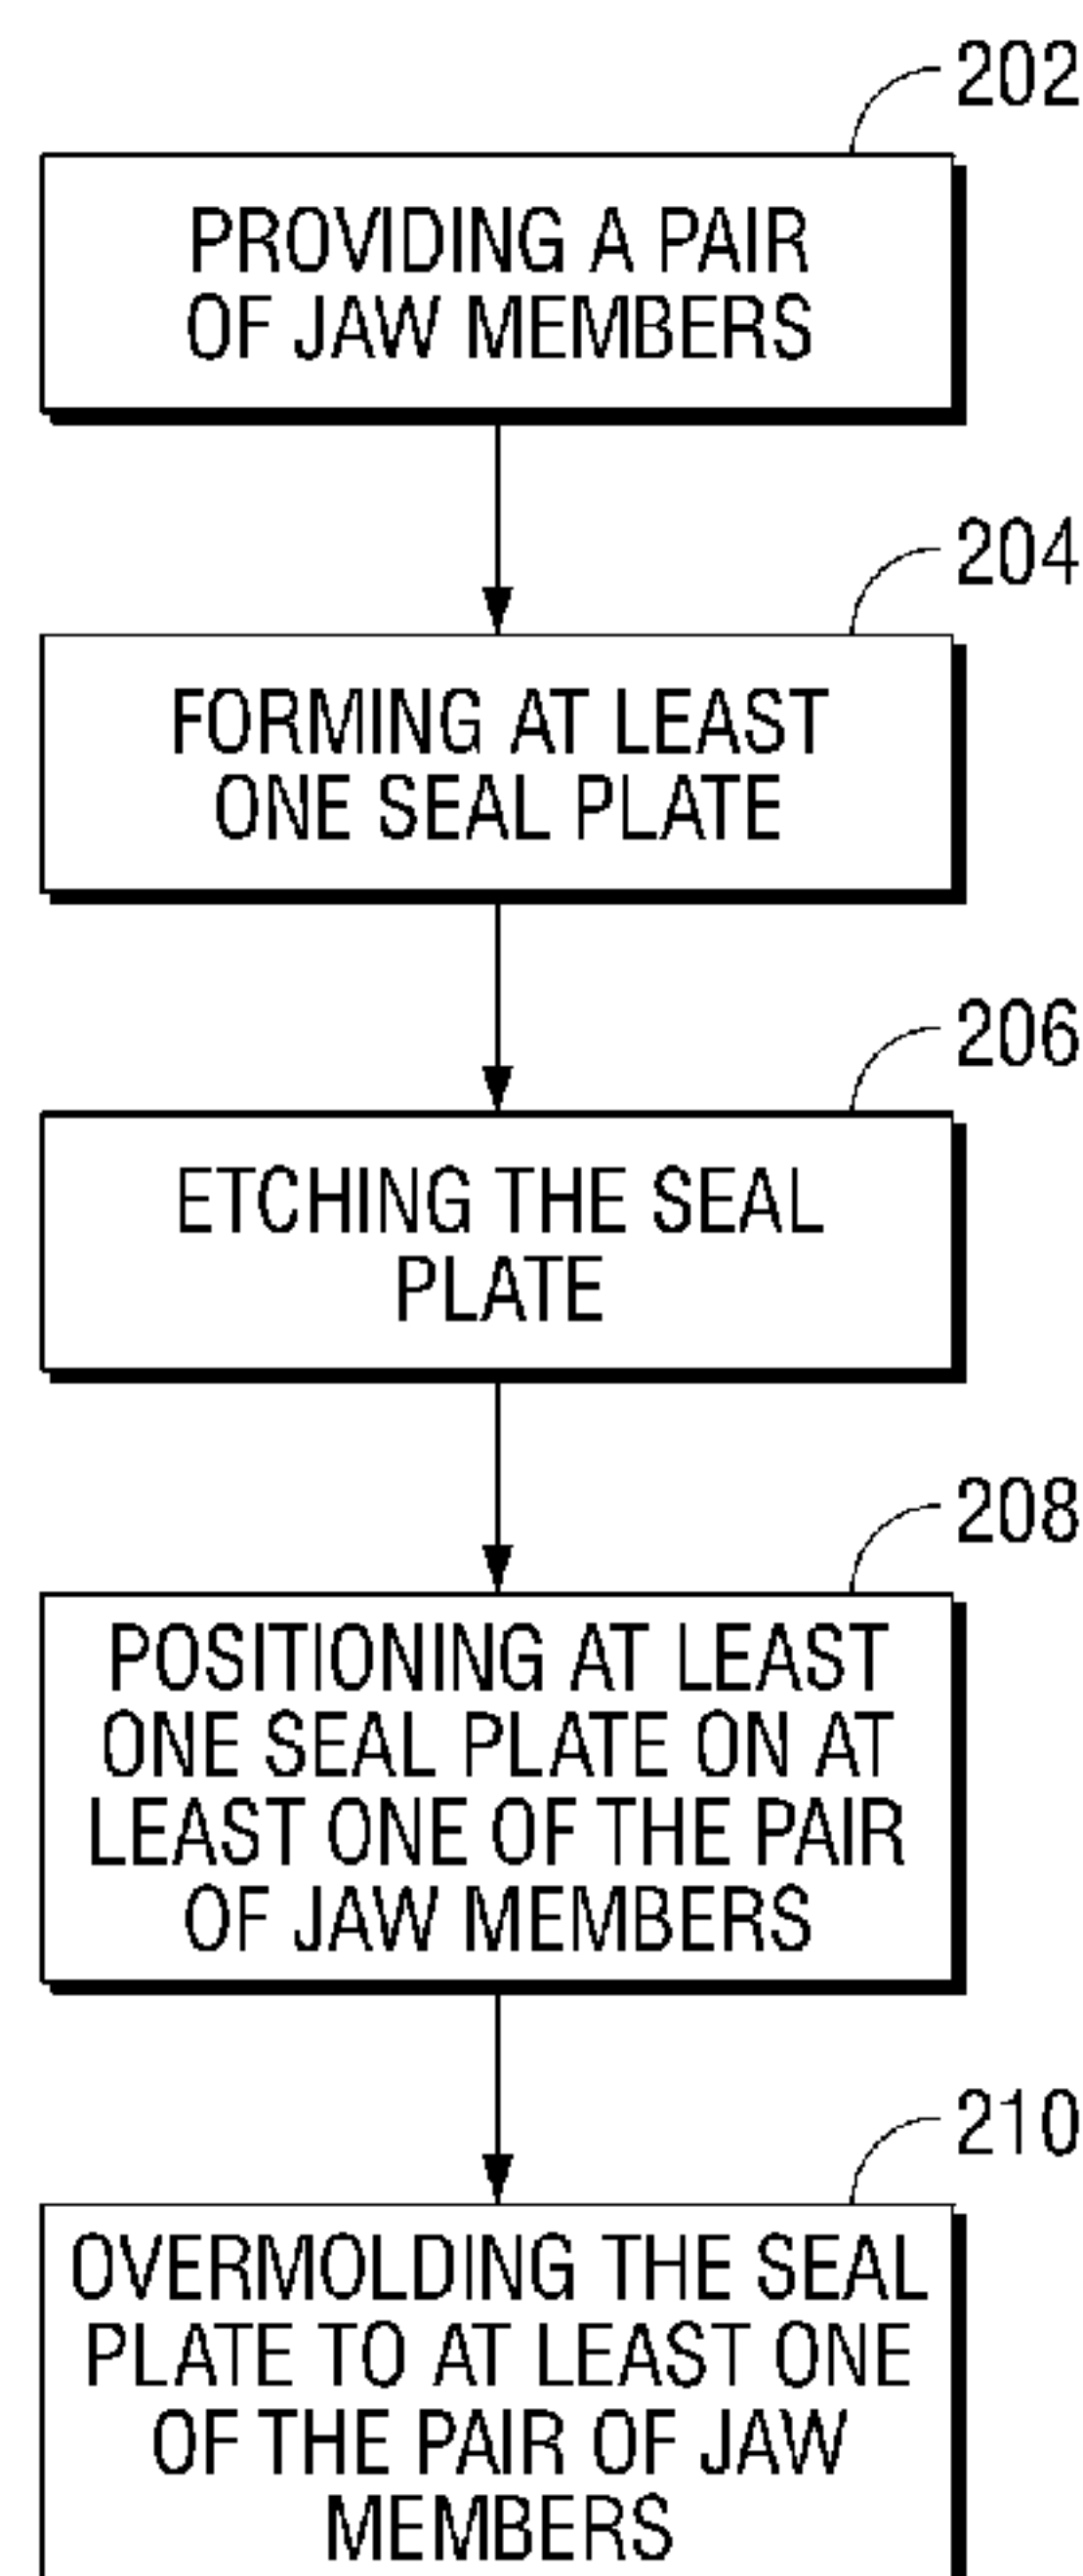 202
PROVIDING A PAIR
OF JAW MEMBERS
204
FORMING AT LEAST
ONE SEAL PLATE
206
ETCHING THE SEAL
PLATE
208
POSITIONING AT LEAST
ONE SEAL PLATE ON AT
LEAST ONE OF THE PAIR
OF JAW MEMBERS
210
OVERMOLDING THE SEAL
PLATE TO AT LEAST ONE
OF THE PAIR OF JAW
MEMBERS